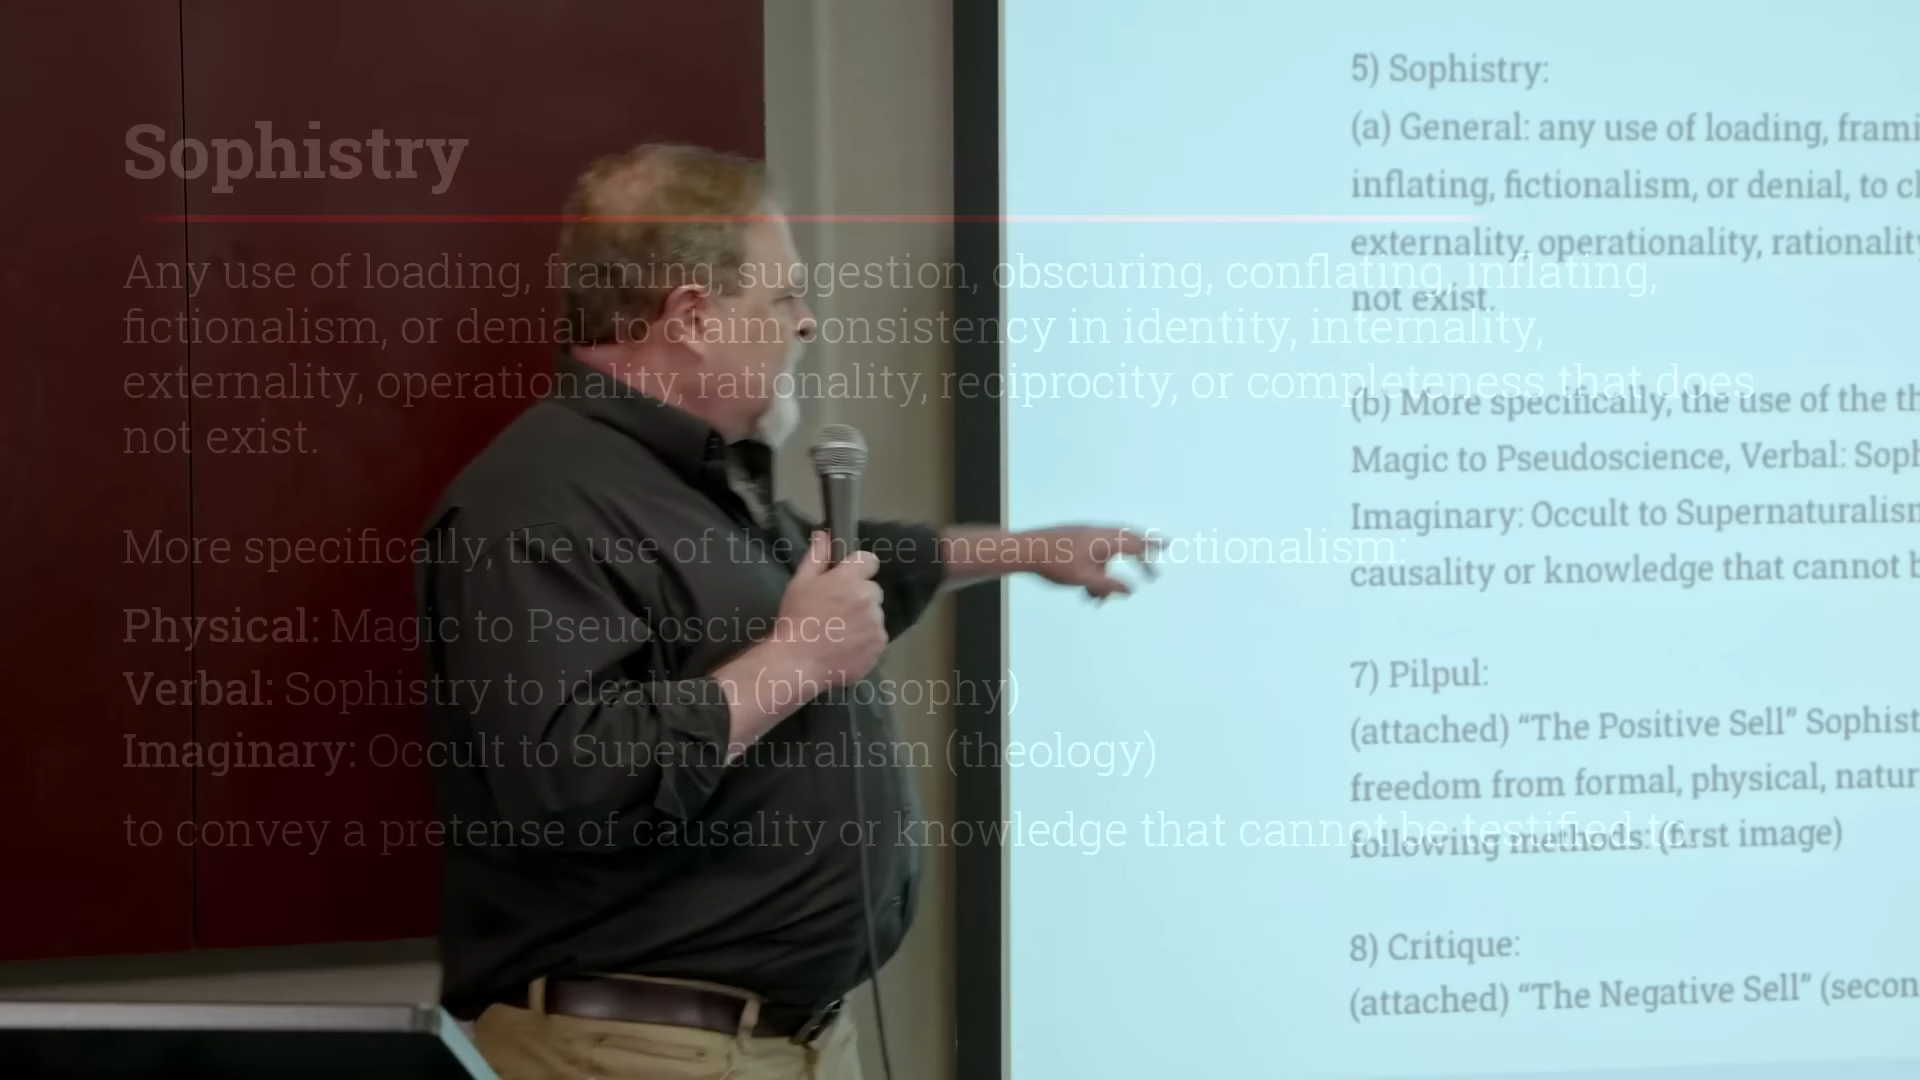 Sophistry
Any use of loading, framing, suggestion, obscuring, conflating, inflating,
fictionalism, or denial, to claim consistency in identity, internality,
externality, operationality, rationality, reciprocity, or completeness that does
not exist.
More specifically, the use of the three means of fictionalism:
Physical: Magic to Pseudoscience
Verbal: Sophistry to idealism (philosophy)
Imaginary: Occult to Supernaturalism (theology)
to convey a pretense of causality or knowledge that cannot be testified to.
5) Sophistry:
(a) General: any use of loading, frami
inflating, fictionalism, or denial, to cl
externality, operationality, rationality
not exist.
(b) More specifically, the use of the th
Magic to Pseudoscience, Verbal: Soph
Imaginary: Occult to Supernaturalism
causality or knowledge that cannot b
7) Pilpul:
(attached) “The Positive Sell” Sophist
freedom from formal, physical, natur
following methods: (first image)
8) Critique:
(attached) “The Negative Sell” (secon